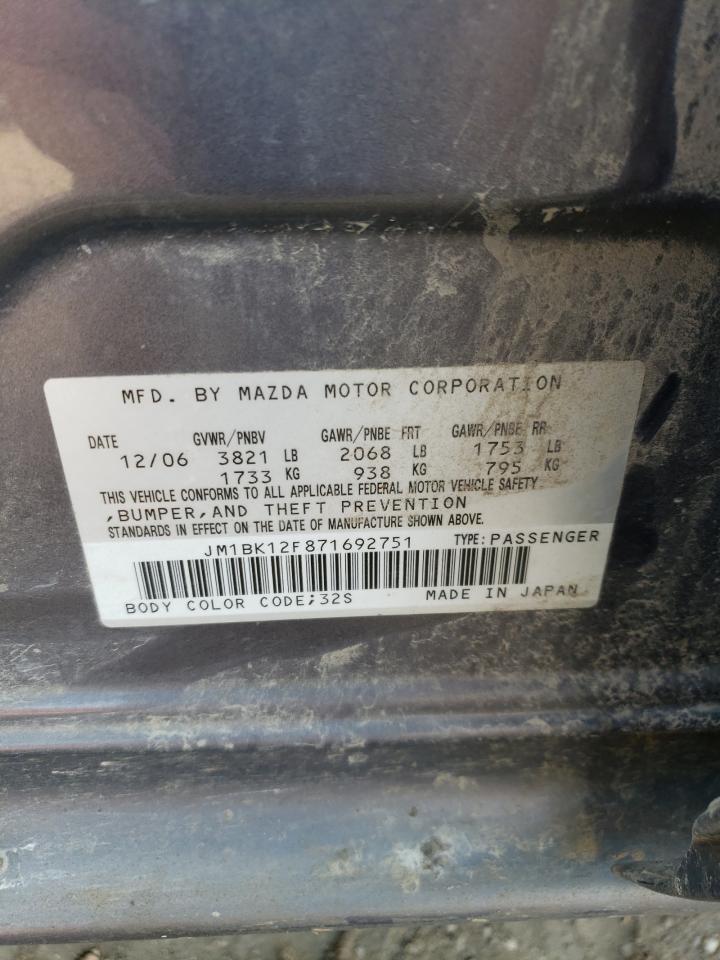 MFD. BY MAZDA MOTOR CORPORATION
DATE GVWR/PNBV GAWR/PNBE FRT GAWR/PNBE RR
12/06 3821 LB 2068 LB 1753 LB
1733 KG 938 KG 795 KG
THIS VEHICLE CONFORMS TO ALL APPLICABLE FEDERAL MOTOR VEHICLE SAFETY
,BUMPER,AND THEFT PREVENTION
STANDARDS IN EFFECT ON THE DATE OF MANUFACTURE SHOWN ABOVE.
JM1BK12F871692751 TYPE:PASSENGER
BODY COLOR CODE;32S MADE IN JAPAN